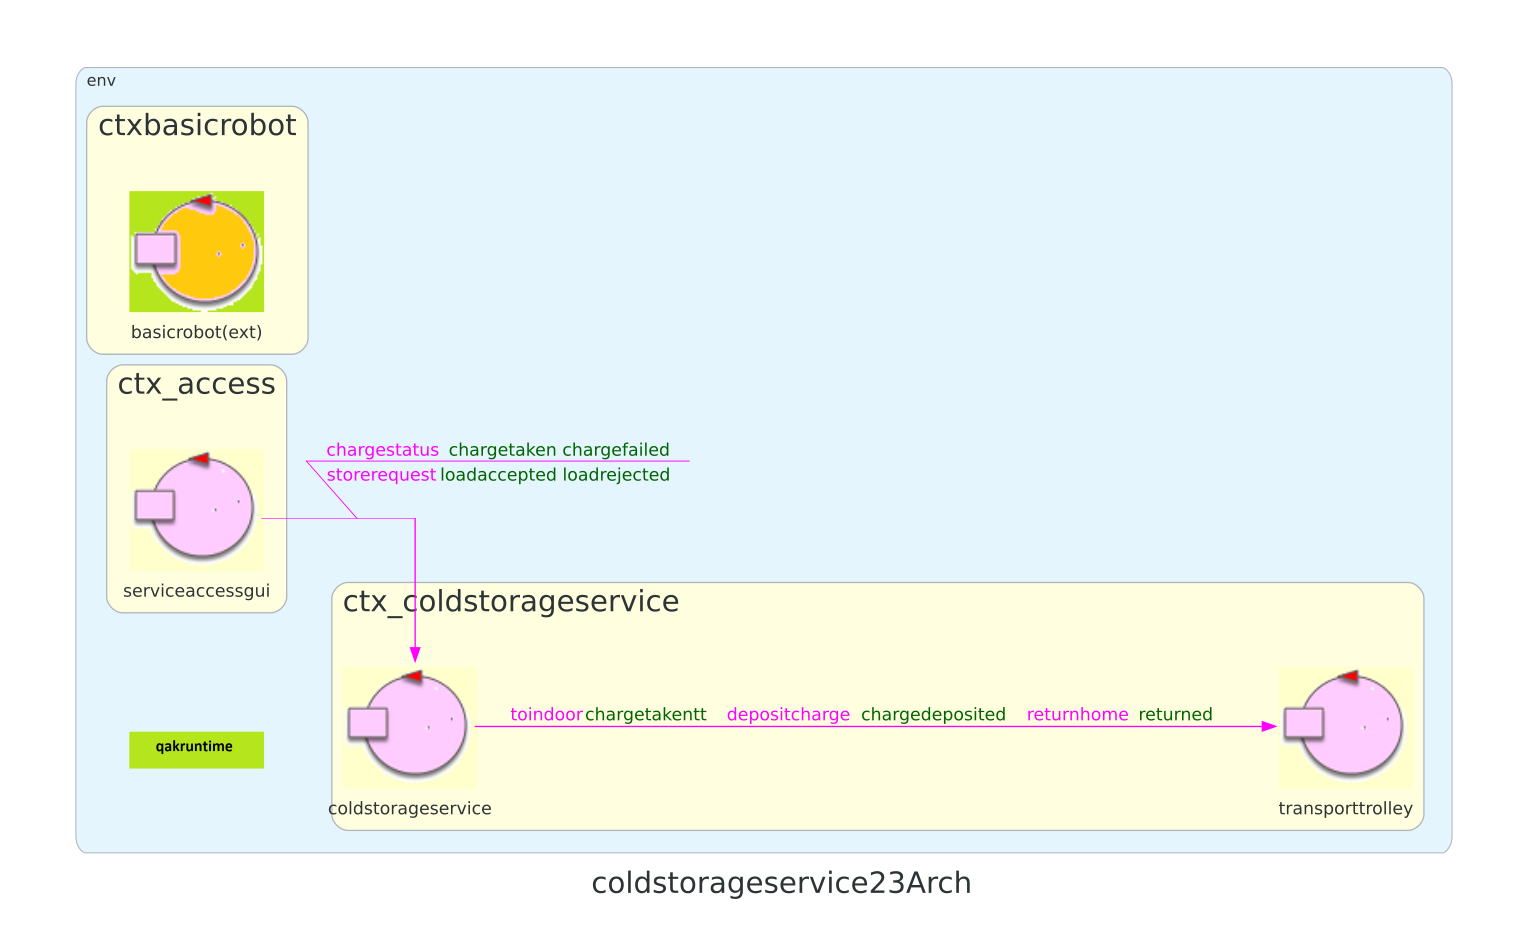 env
ctxbasicrobot
basicrobot(ext)
ctx_access
chargestatus chargetaken chargefailed
storerequest loadaccepted loadrejected
serviceaccessgui
ctx_coldstorageservice
toindoor chargetakentt depositcharge chargedeposited returnhome returned
qakruntime
coldstorageservice
transporttrolley
coldstorageservice23Arch